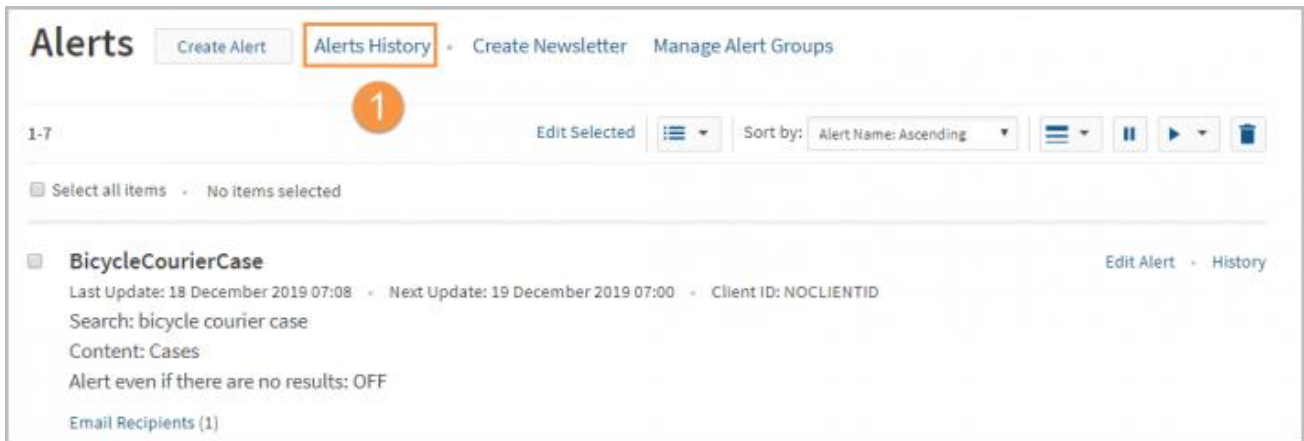 Alerts Create Alert Alerts History • Create Newsletter Manage Alert Groups
1
1-7 Edit Selected Sort by: Alert Name: Ascending
Select all items • No items selected
BicycleCourierCase Edit Alert • History
Last Update: 18 December 2019 07:08 • Next Update: 19 December 2019 07:00 • Client ID: NOCLIENTID
Search: bicycle courier case
Content: Cases
Alert even if there are no results: OFF
Email Recipients (1)